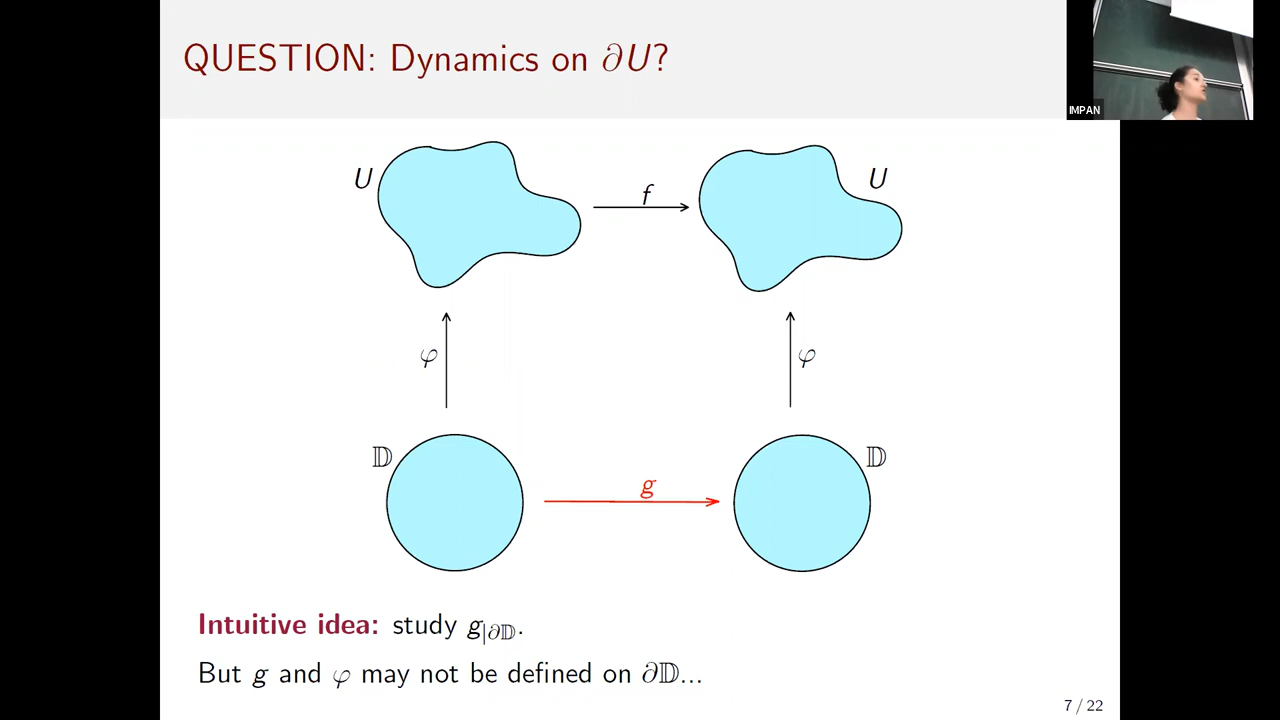 QUESTION: Dynamics on ∂U?
IMPAN
U
f
U
φ
φ
𝔻
g
𝔻
Intuitive idea: study g|∂𝔻.
But g and φ may not be defined on ∂𝔻...
7 / 22